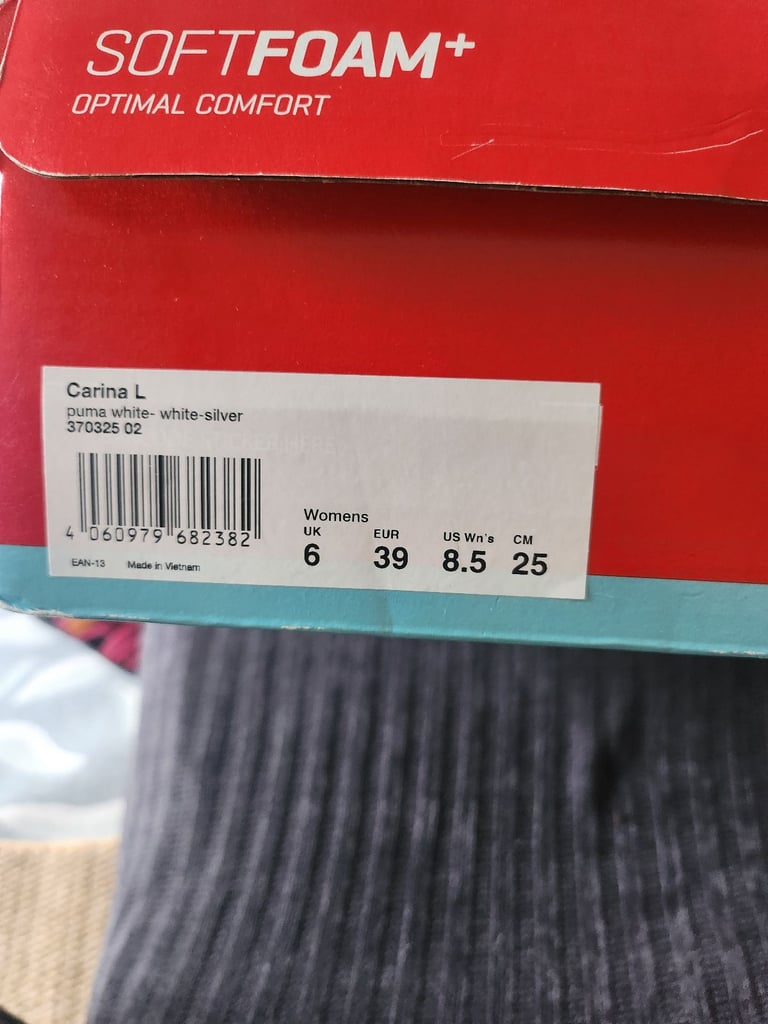 SOFTFOAM+
OPTIMAL COMFORT
Carina L
puma white- white-silver
370325 02
4 060979 682382
EAN-13 Made in Vietnam
Womens
UK EUR US Wn's CM
6 39 8.5 25